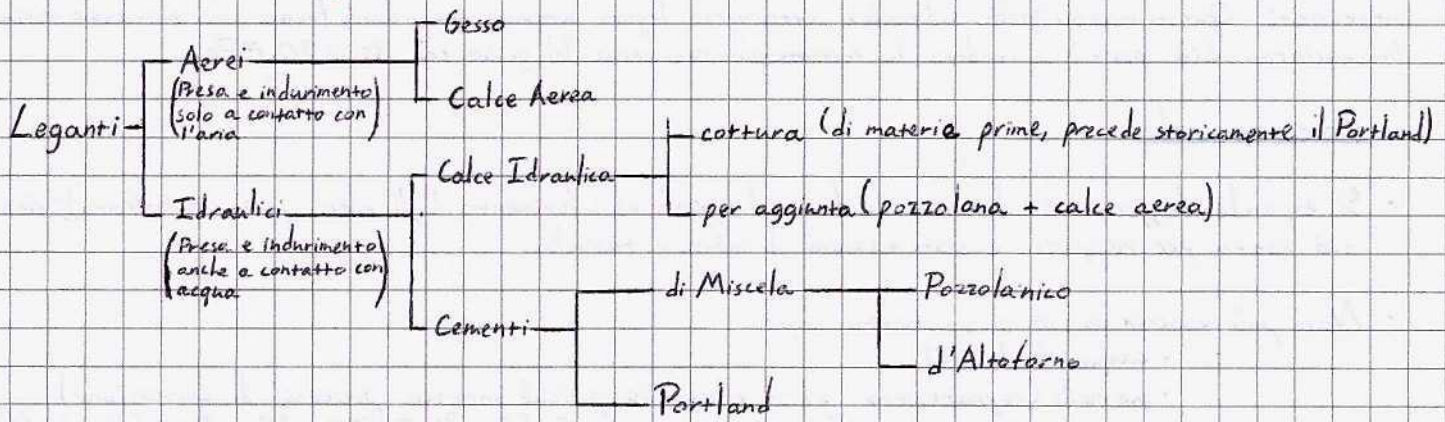 Leganti
Aerei
(Presa e indurimento
solo a contatto con
l'aria)
Gesso
Calce Aerea
Idraulici
(Presa e indurimento
anche a contatto con
acqua)
Calce Idraulica
cottura (di materie prime, precede storicamente il Portland)
per aggiunta (pozzolana + calce aerea)
Cementi
di Miscela
Pozzolanico
d'Altoforno
Portland